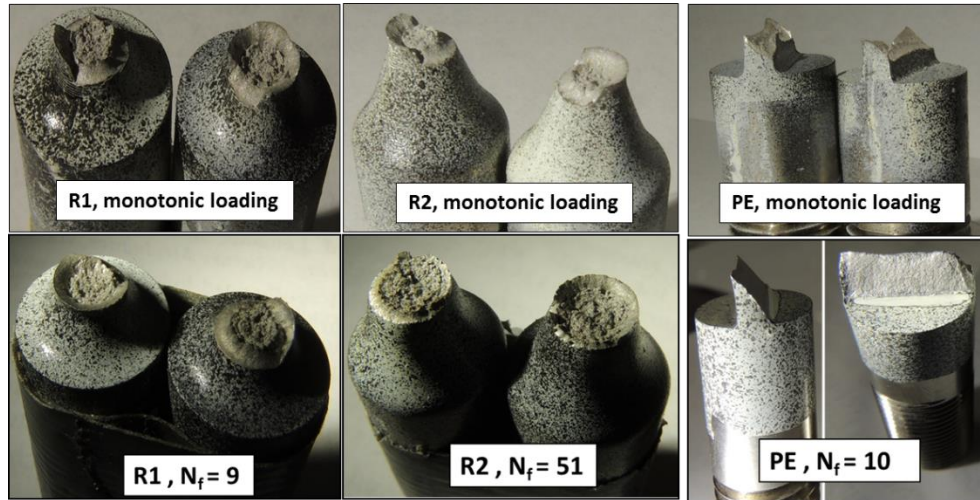 R1, monotonic loading
R2, monotonic loading
PE, monotonic loading
R1 , Nf = 9
R2 , Nf = 51
PE , Nf = 10